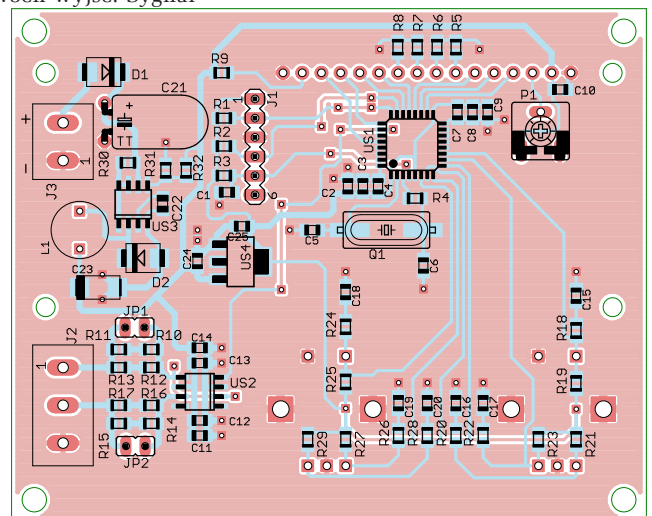 woch wyjść. Sygnał
R8 R7 R6 R5
R9
D1
C21
J1
1
C10
P1
+
R1
R2
R3
C1
6
US1
C7 C8 C9
+
TT
1
−
J3
R30
R31
R32
C3
C2
C4
R4
C22
US3
L1
C25
C5
Q1
US4
C24
C6
D2
C23
C18
C15
JP1
J2
R11
R10
C14
C13
R24
R18
1
R13 R12
US2
R25
R19
R17 R16
C19
C20
C16
C17
C12
C11
R15
R14
JP2
R29
R27
R26
R28
R20
R22
R23
R21